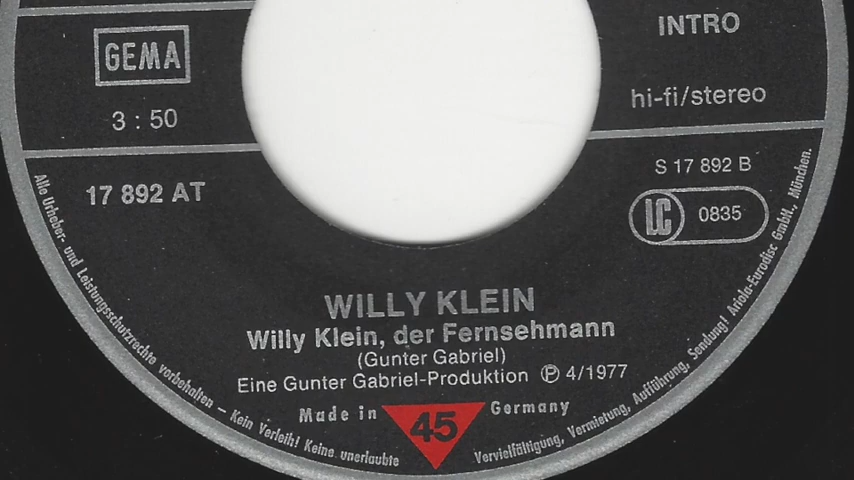 GEMA
3 : 50
17 892 AT
INTRO
hi-fi/stereo
S 17 892 B
LC 0835
WILLY KLEIN
Willy Klein, der Fernsehmann
(Gunter Gabriel)
Eine Gunter Gabriel-Produktion ℗ 4/1977
Made in 45 Germany
Alle Urheber- und Leistungsschutzrechte vorbehalten – Kein Verleih! Keine unerlaubte Vervielfältigung, Vermietung, Aufführung, Sendung! Ariola-Eurodisc GmbH., München.